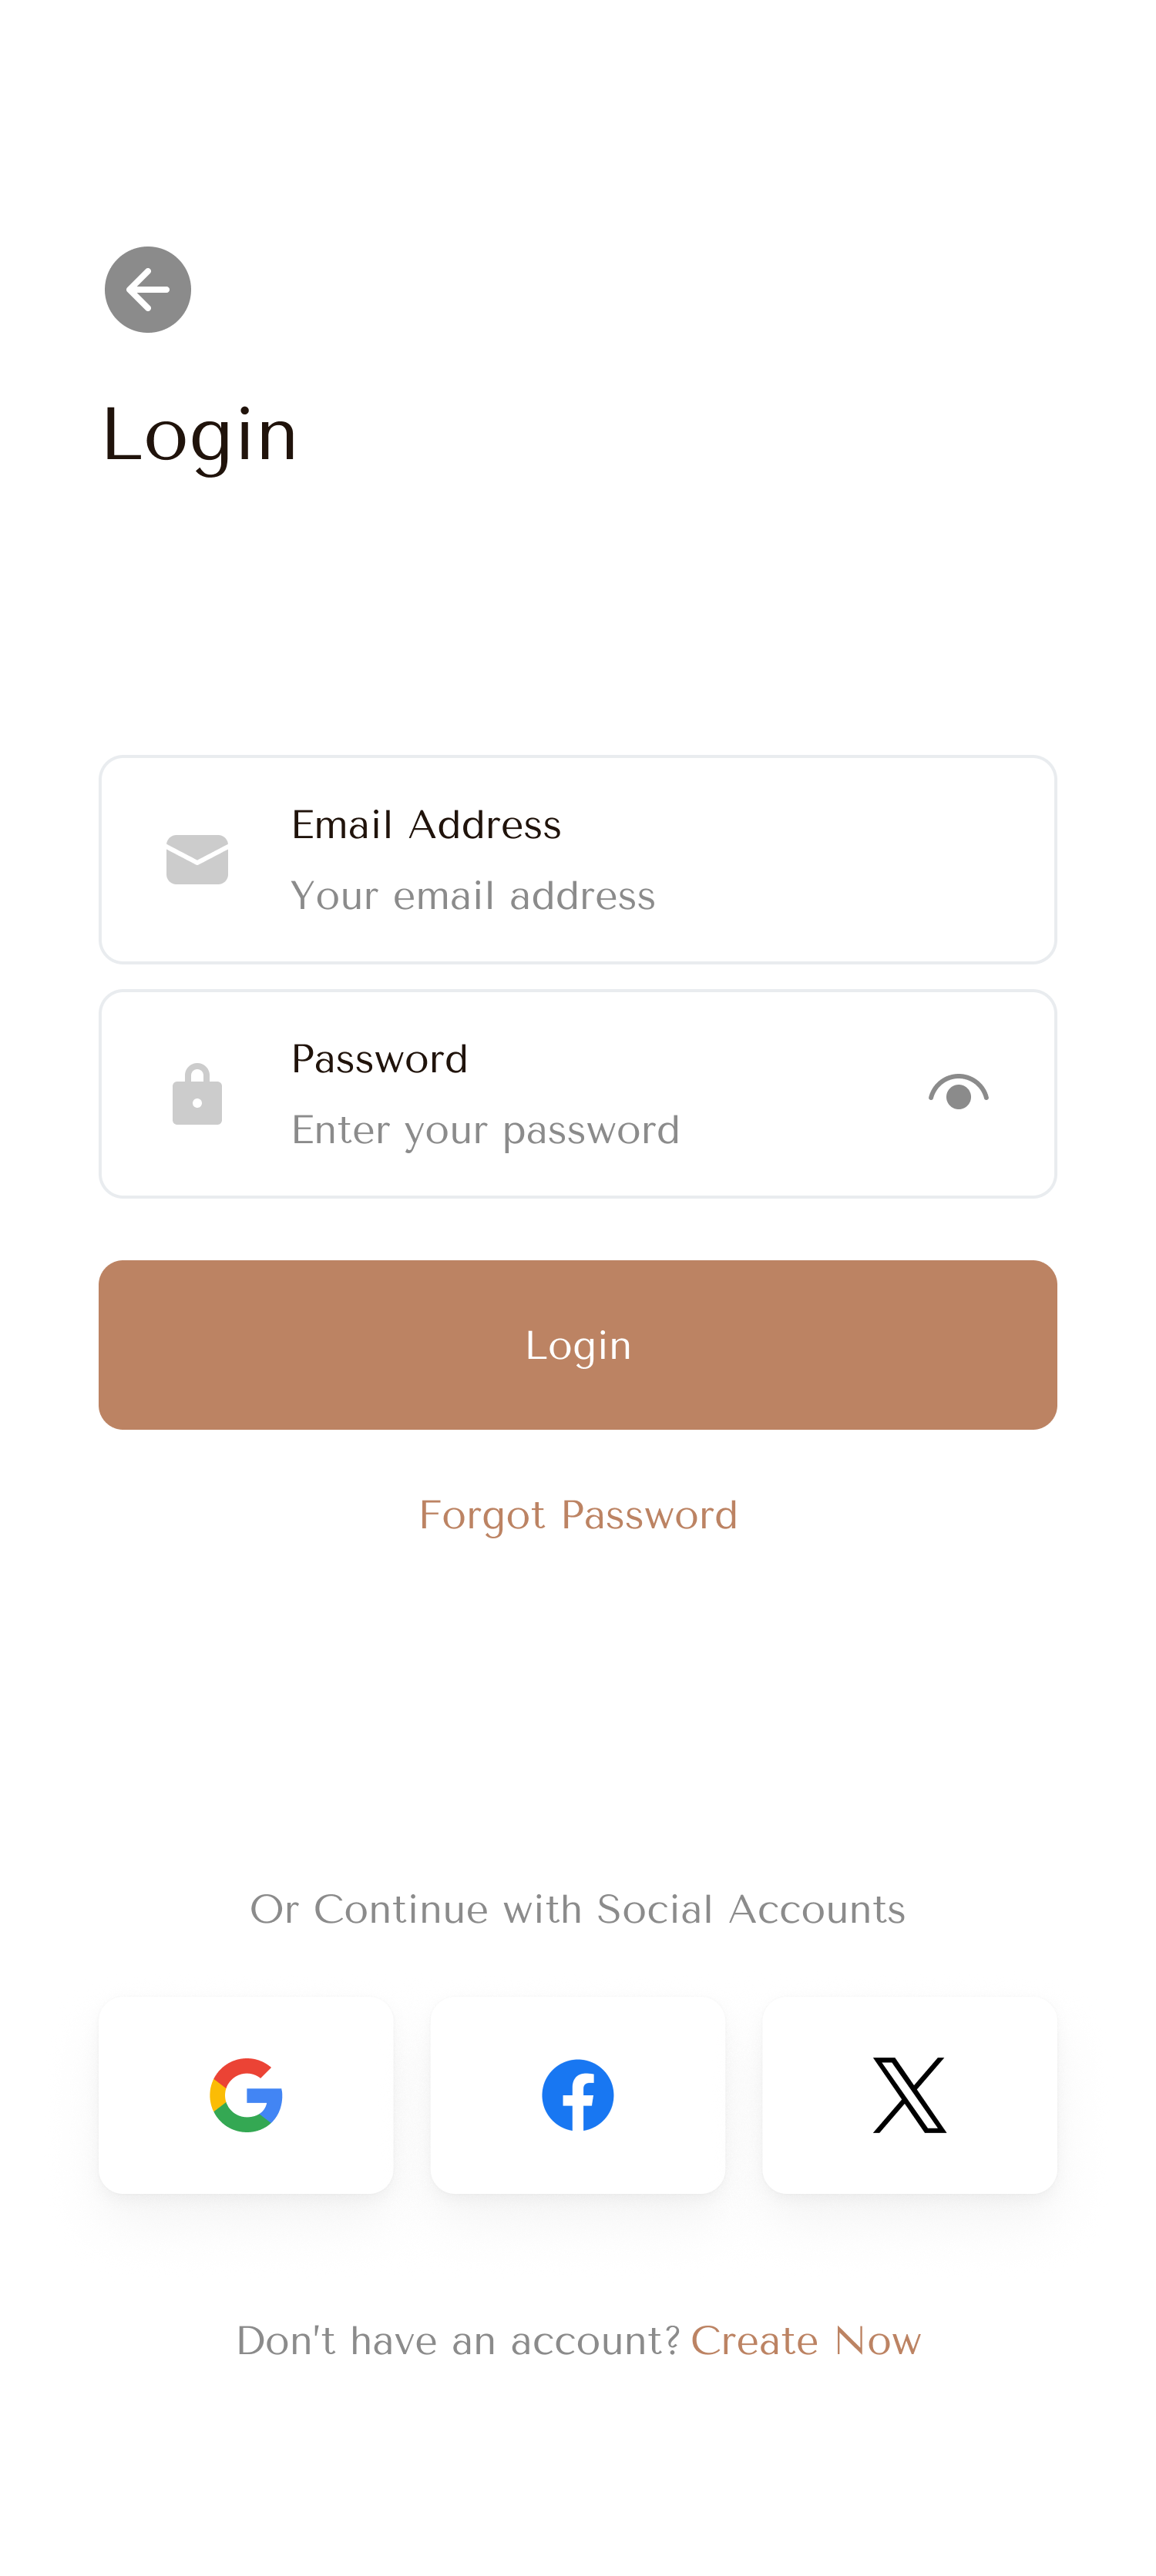 Login
Email Address
Your email address
Password
Enter your password
Login
Forgot Password
Or Continue with Social Accounts
Don't have an account? Create Now